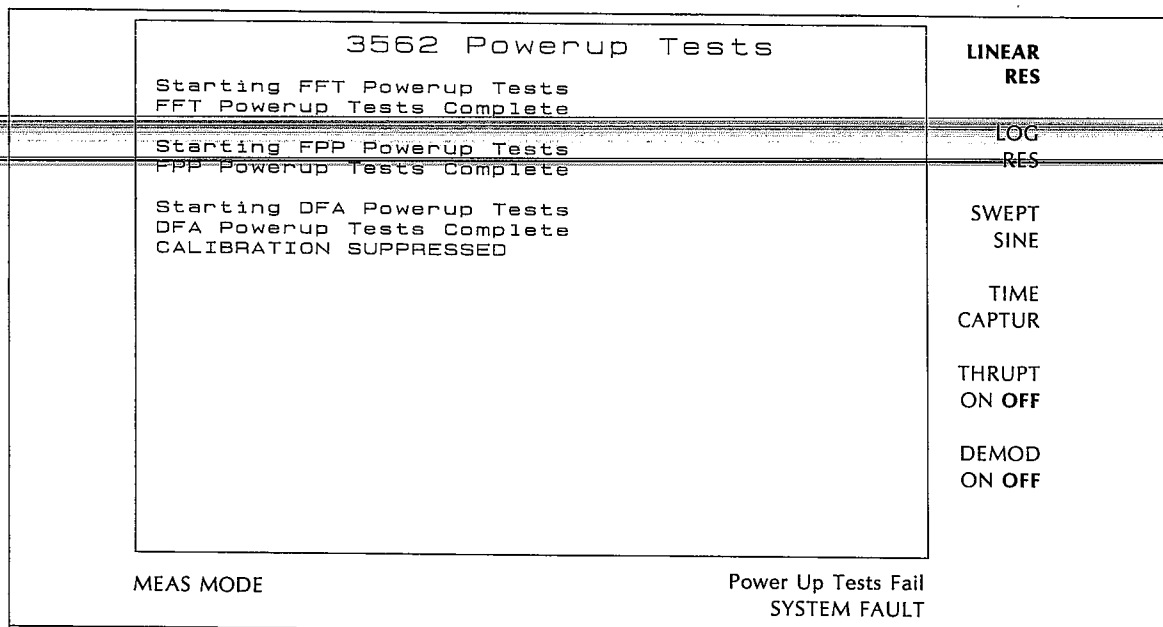 3562 Powerup Tests
Starting FFT Powerup Tests
FFT Powerup Tests Complete
Starting FPP Powerup Tests
FPP Powerup Tests Complete
Starting DFA Powerup Tests
DFA Powerup Tests Complete
CALIBRATION SUPPRESSED
LINEAR
RES
LOG
RES
SWEPT
SINE
TIME
CAPTUR
THRUPT
ON OFF
DEMOD
ON OFF
MEAS MODE
Power Up Tests Fail
SYSTEM FAULT